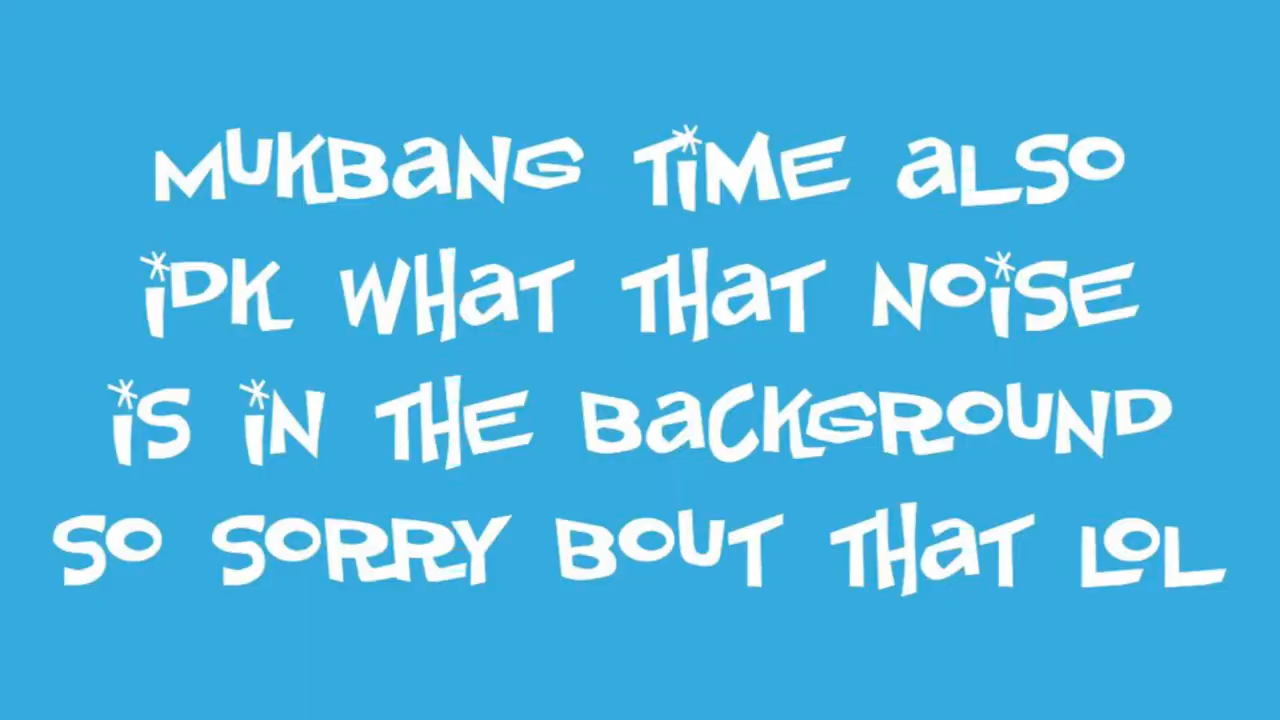 MUKBANG TIME ALSO
IDK WHAT THAT NOISE
IS IN THE BACKGROUND
SO SORRY BOUT THAT LOL